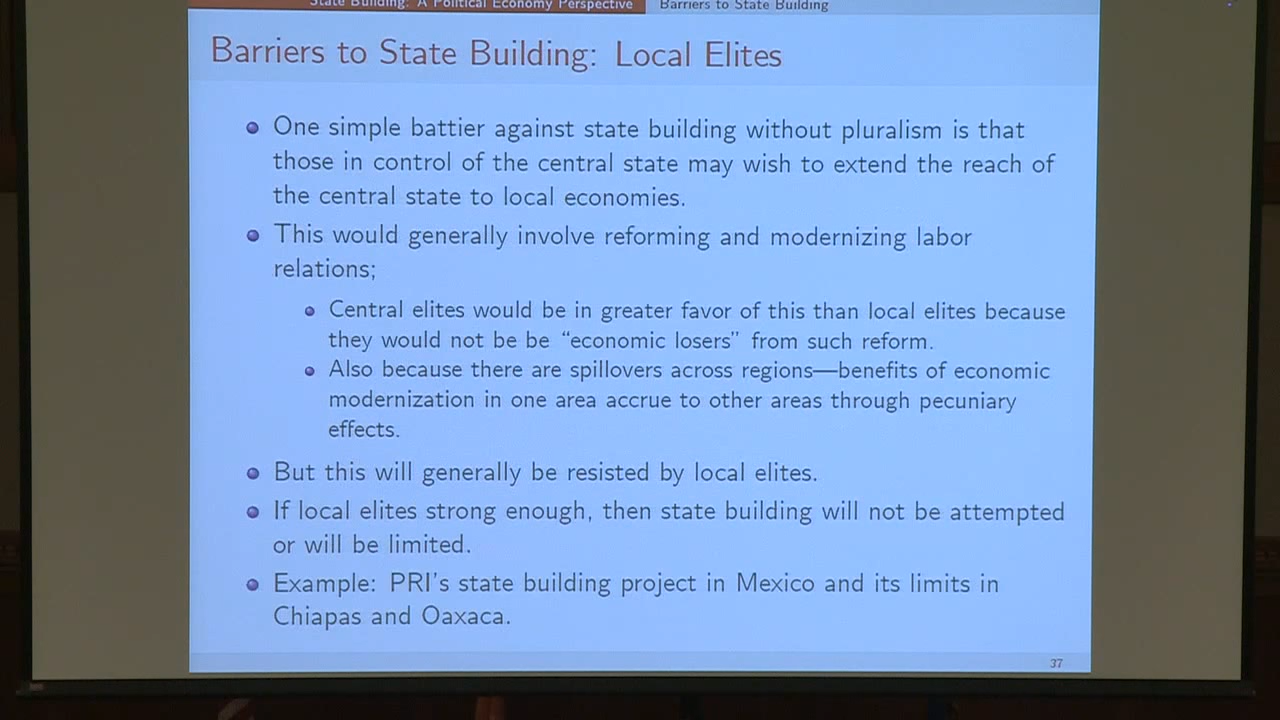 State Building: A Political Economy Perspective Barriers to State Building
Barriers to State Building: Local Elites
One simple battier against state building without pluralism is that
those in control of the central state may wish to extend the reach of
the central state to local economies.
This would generally involve reforming and modernizing labor
relations;
Central elites would be in greater favor of this than local elites because
they would not be be “economic losers” from such reform.
Also because there are spillovers across regions—benefits of economic
modernization in one area accrue to other areas through pecuniary
effects.
But this will generally be resisted by local elites.
If local elites strong enough, then state building will not be attempted
or will be limited.
Example: PRI's state building project in Mexico and its limits in
Chiapas and Oaxaca.
37